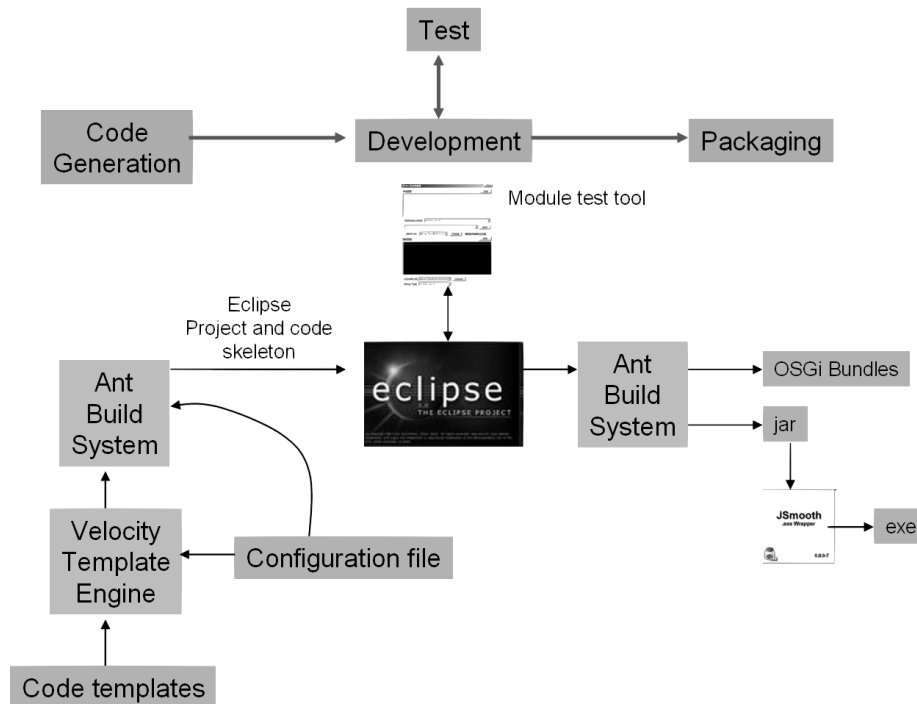 Test
Code
Generation
Development
Packaging
Module test tool
Eclipse
Project and code
skeleton
Ant
Build
System
eclipse
THE ECLIPSE PROJECT
Ant
Build
System
OSGi Bundles
jar
JSmooth
.exe Wrapper
exe
Velocity
Template
Engine
Configuration file
Code templates